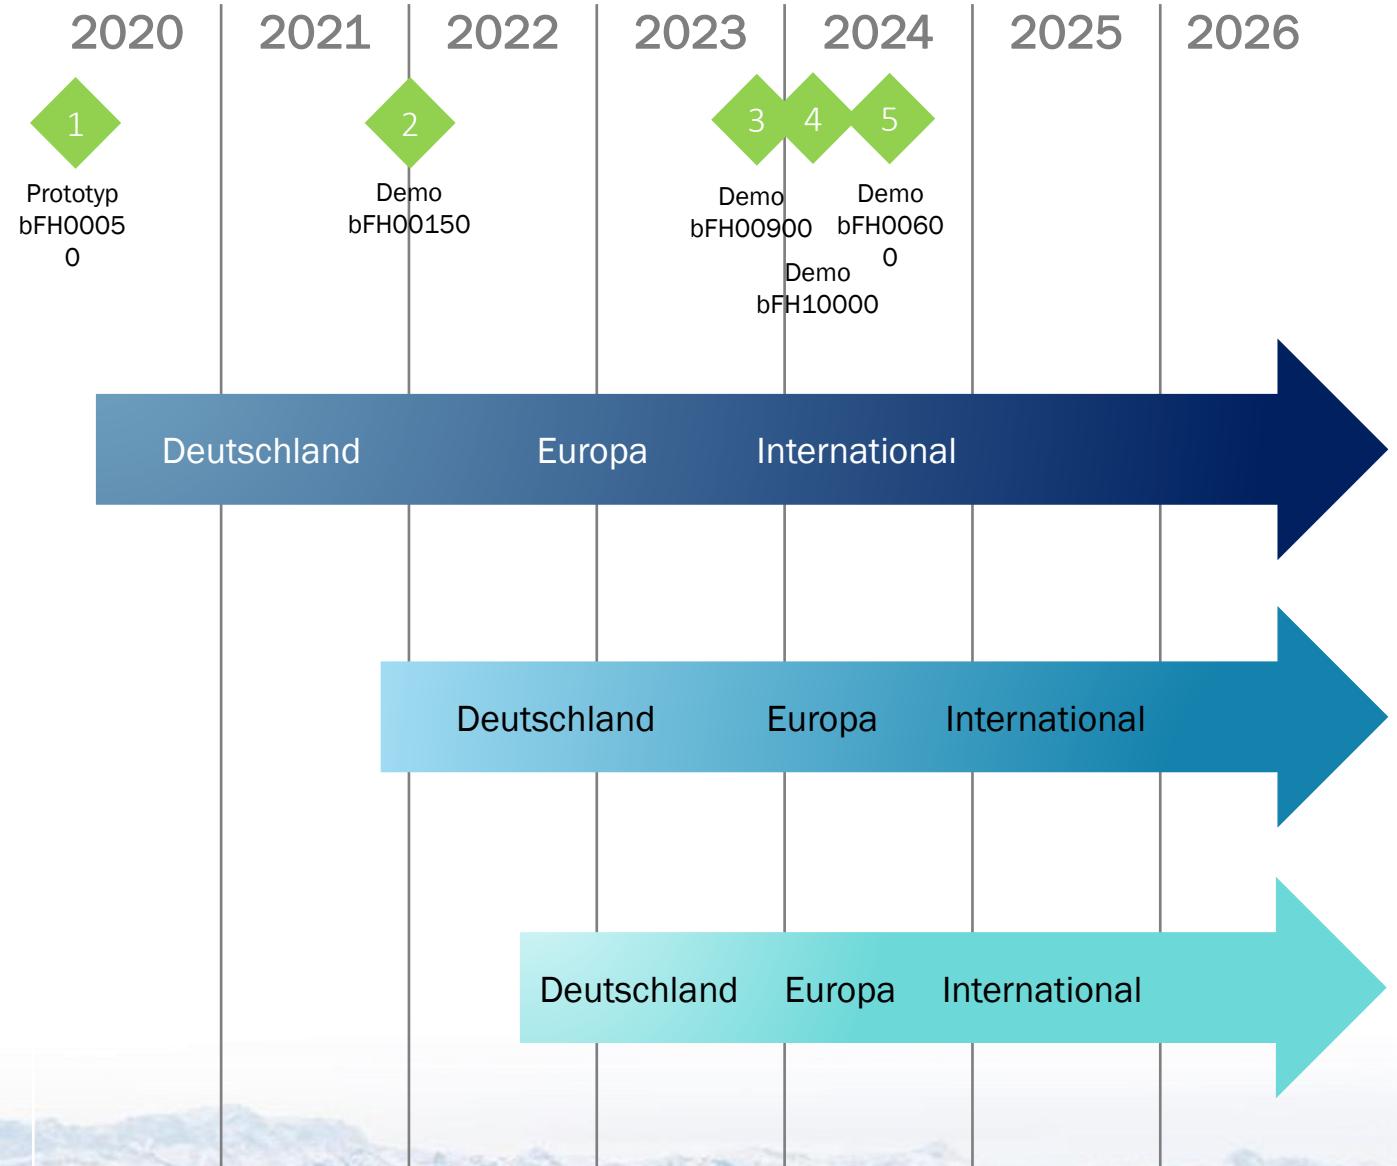 2020 2021 2022 2023 2024 2025 2026
1 2 3 4 5
Prototyp
bFH0005
0
Demo
bFH00150
Demo
bFH00900
Demo
bFH10000
Demo
bFH0060
0
Deutschland Europa International
Deutschland Europa International
Deutschland Europa International